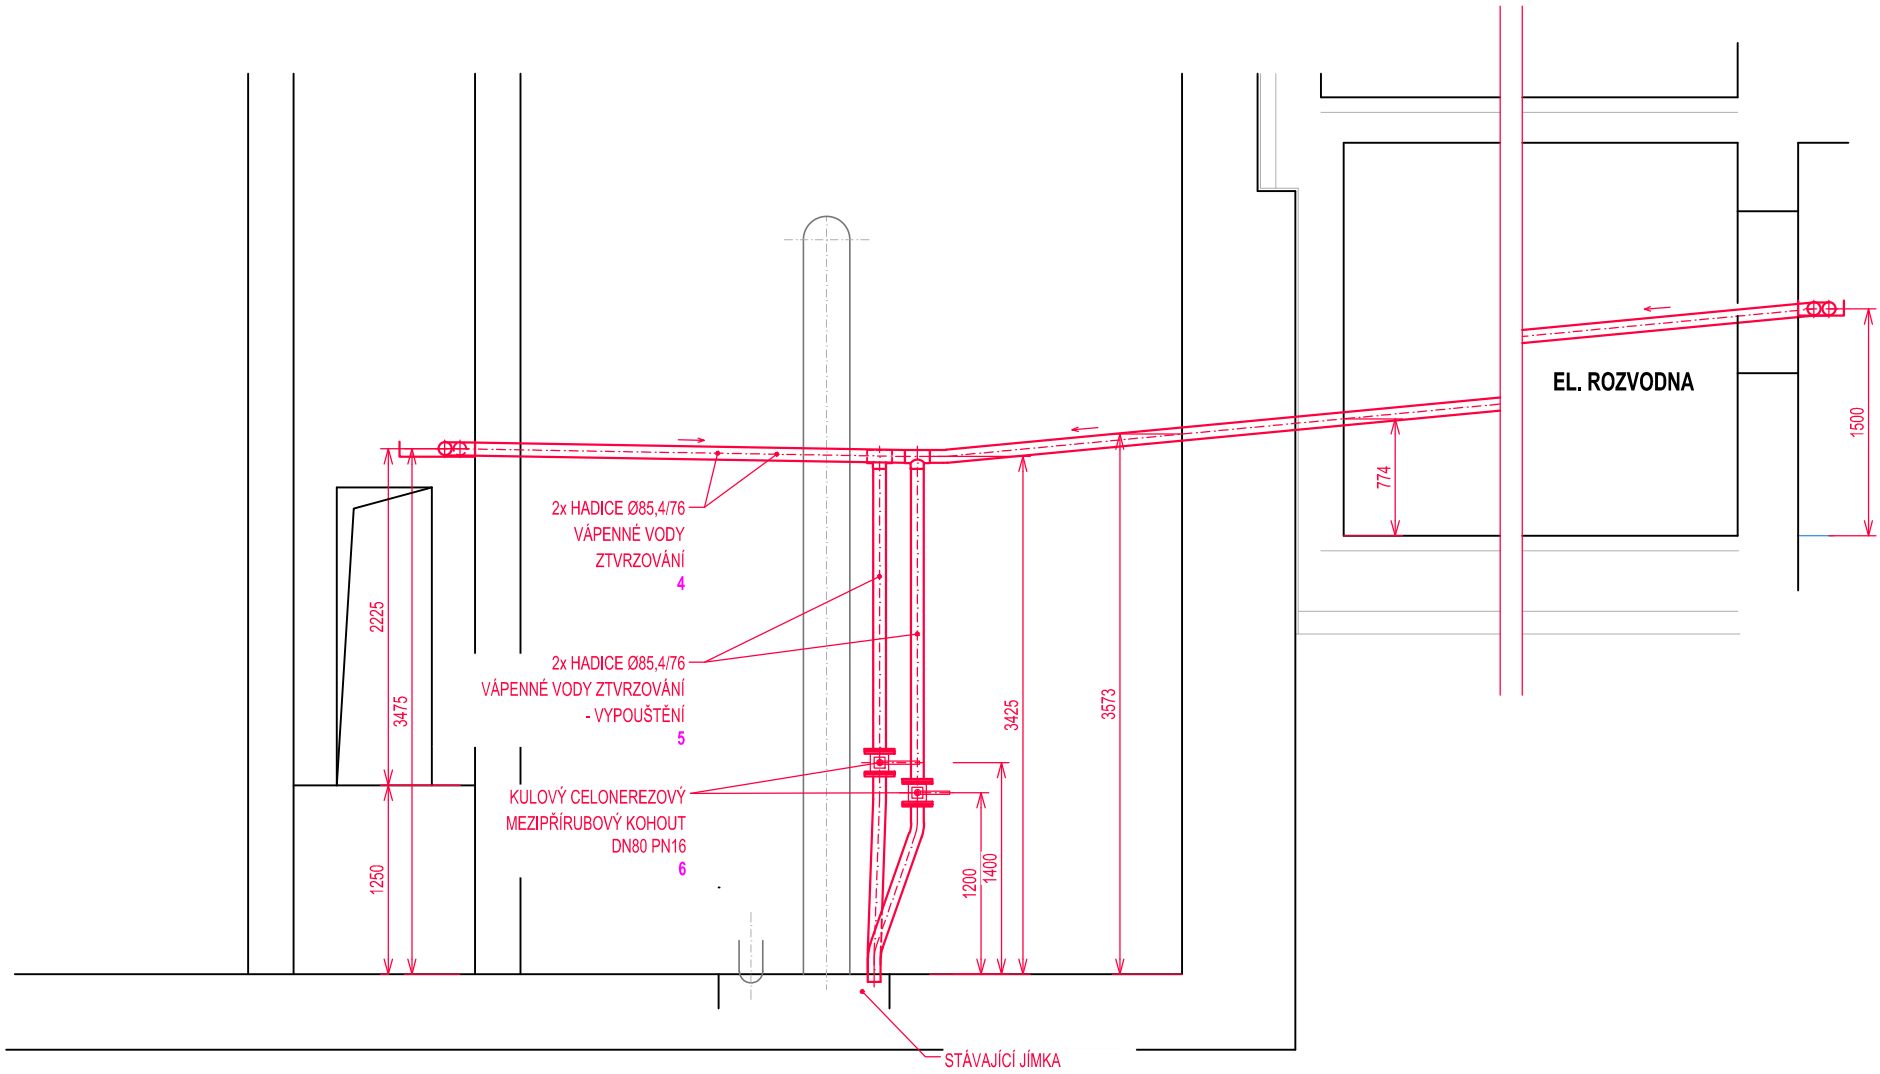 EL. ROZVODNA
1500
774
2x HADICE Ø85,4/76
VÁPENNÉ VODY
ZTVRZOVÁNÍ
4
2225
2x HADICE Ø85,4/76
VÁPENNÉ VODY ZTVRZOVÁNÍ
- VYPOUŠTĚNÍ
5
3475
3425
3573
KULOVÝ CELONEREZOVÝ
MEZIPŘÍRUBOVÝ KOHOUT
DN80 PN16
6
1250
1200
1400
STÁVAJÍCÍ JÍMKA